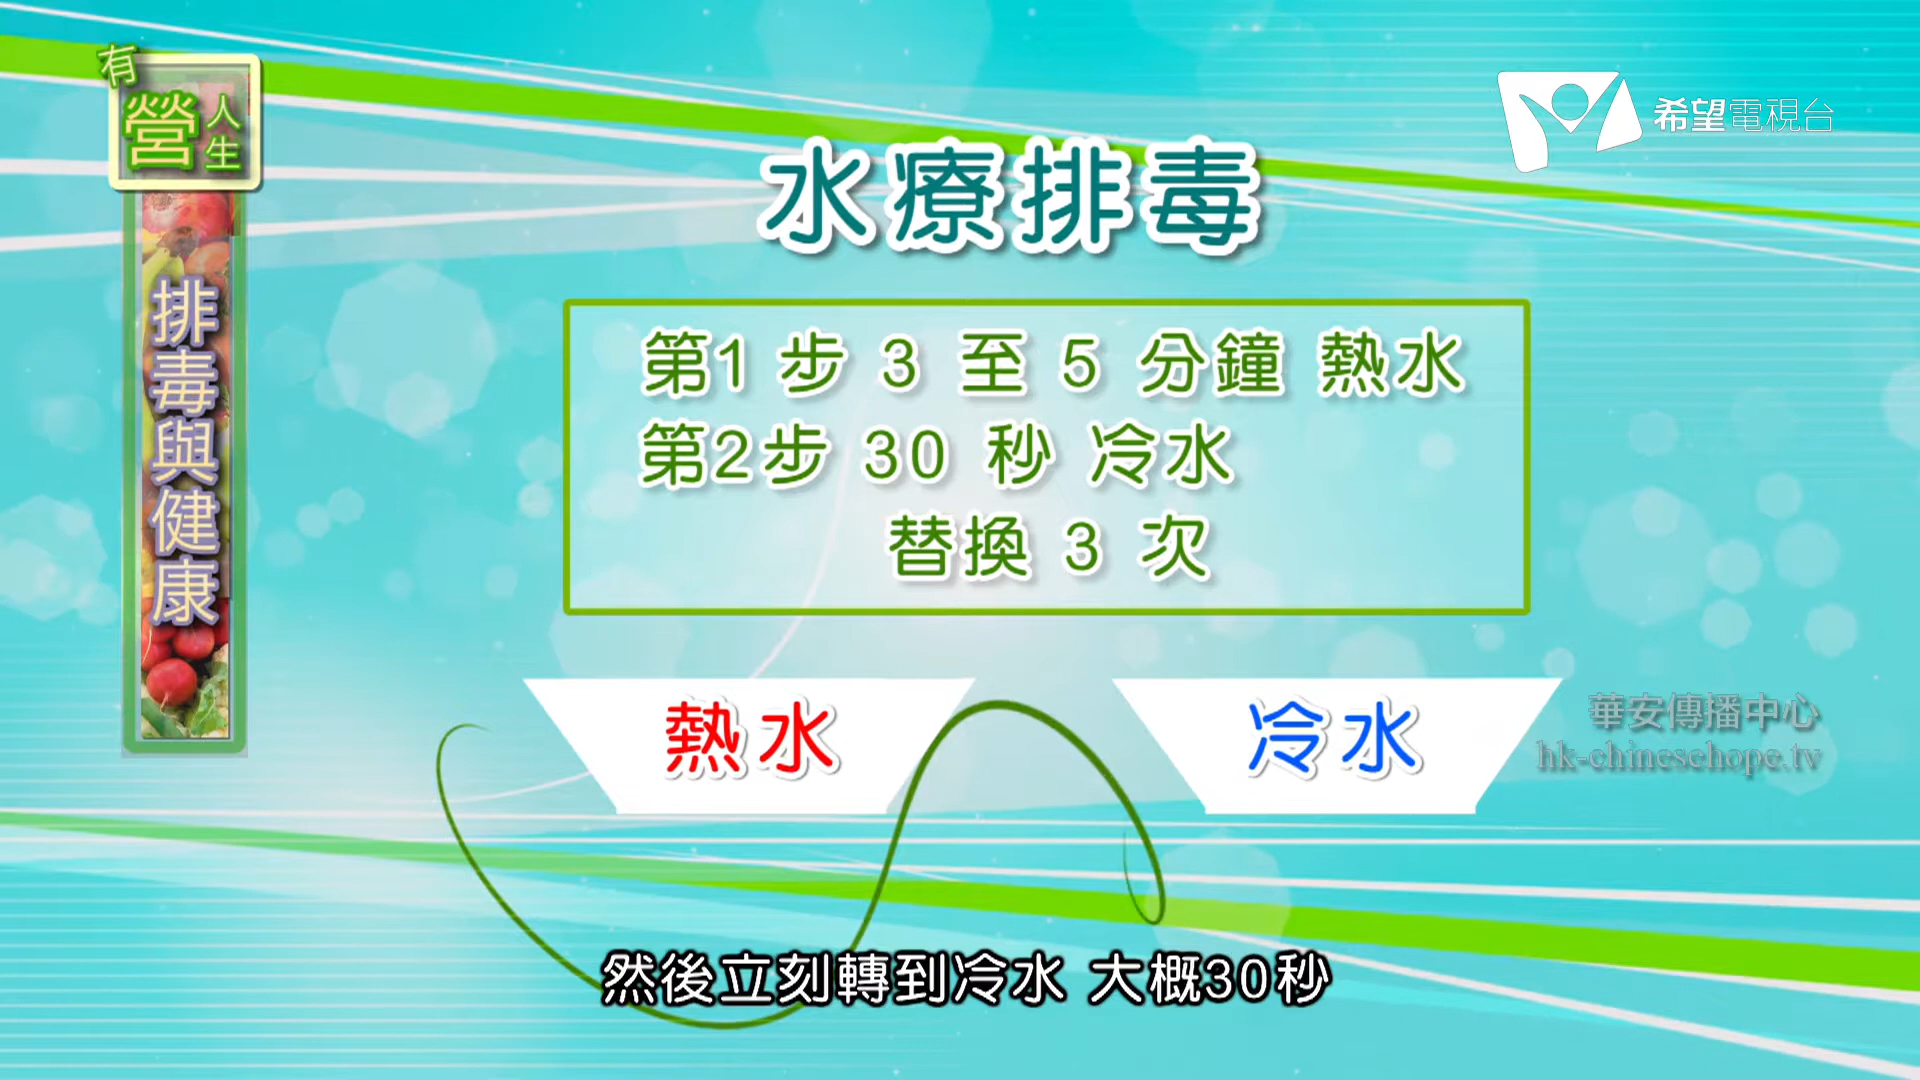 有
營
人生
排毒與健康
希望電視台
水療排毒
第1 步 3 至 5 分鐘 熱水
第2步 30 秒 冷水
替換 3 次
熱水
冷水
華安傳播中心
hk-chinesehope.tv
然後立刻轉到冷水 大概30秒